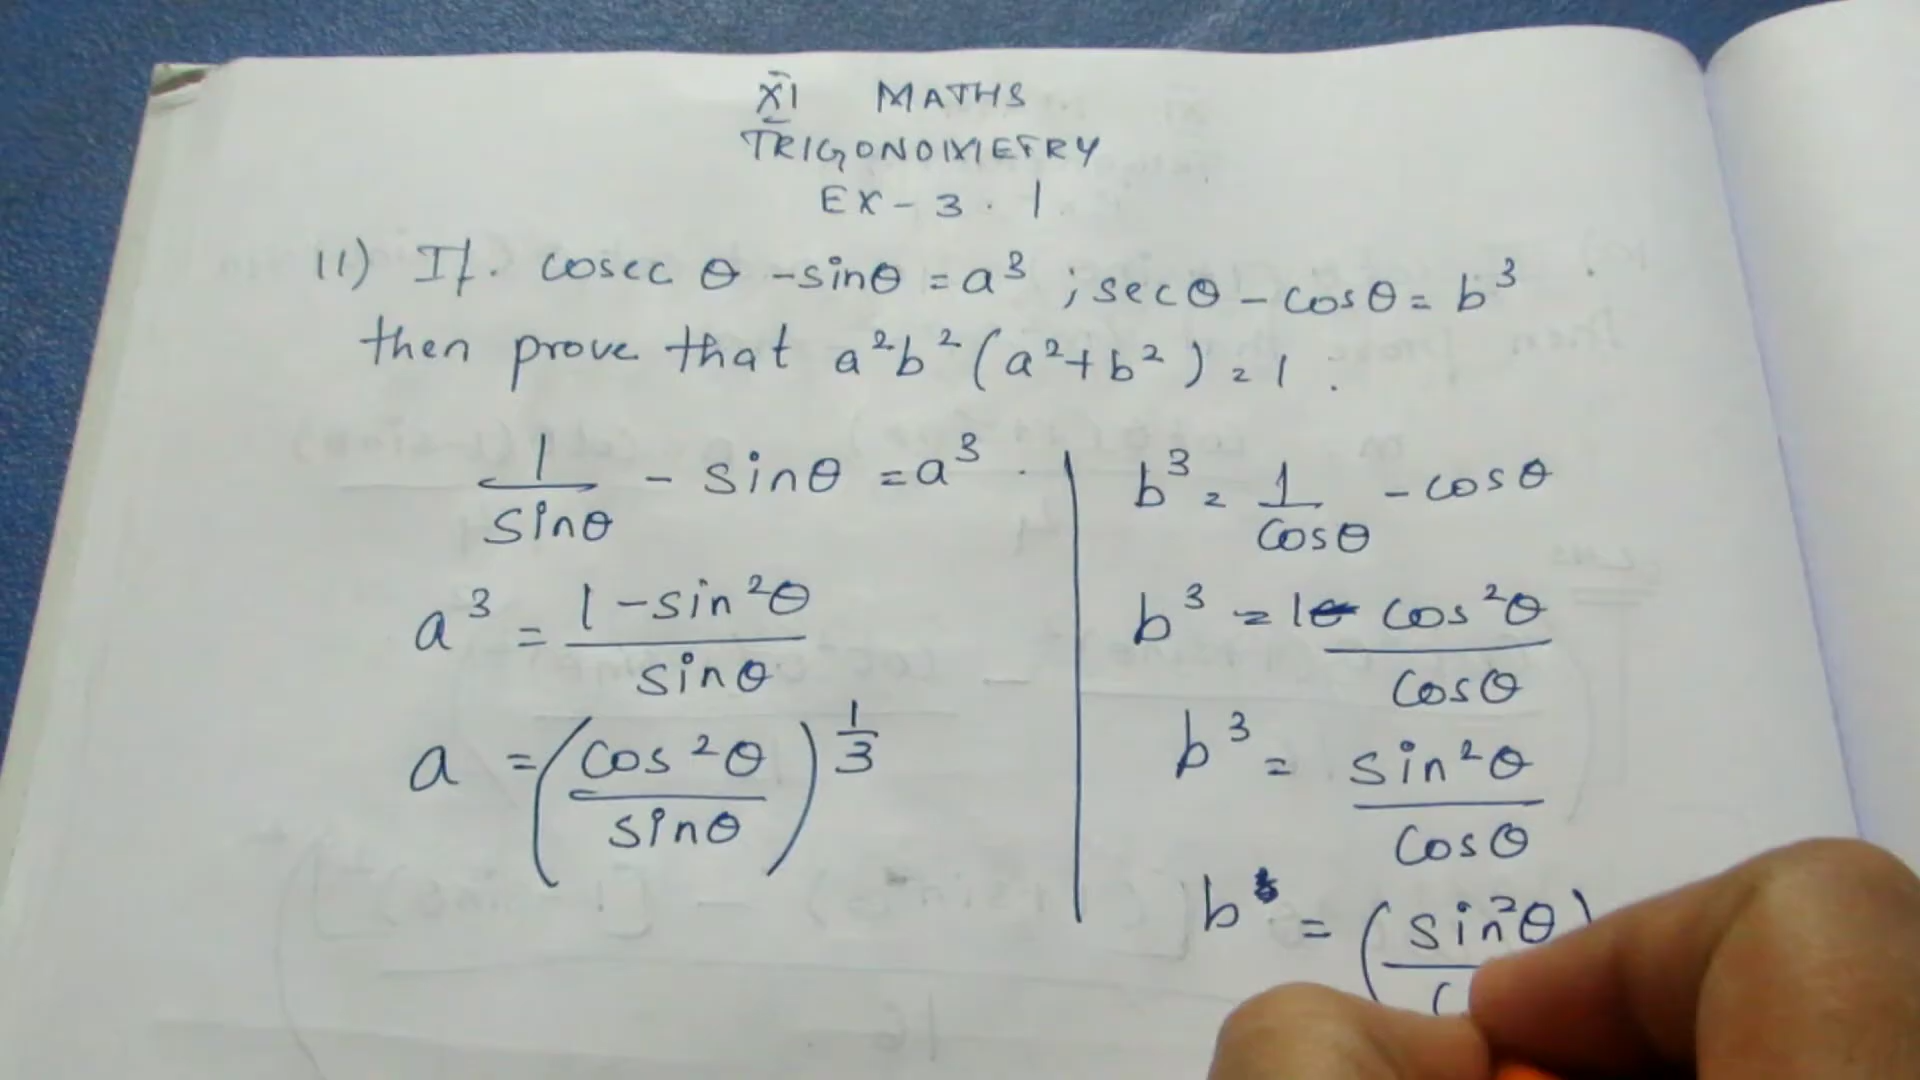 XI MATHS
TRIGONOMETRY
EX - 3 . 1
11) If. cosec θ - sinθ = a³ ; secθ - cosθ = b³
then prove that a²b² (a²+b²) = 1 .
1/sinθ - sinθ = a³
a³ = (1 - sin²θ)/sinθ
a = (cos²θ/sinθ)^(1/3)
b³ = 1/cosθ - cosθ
b³ = 1 - cos²θ/cosθ
b³ = sin²θ/cosθ
b = (sin²θ)